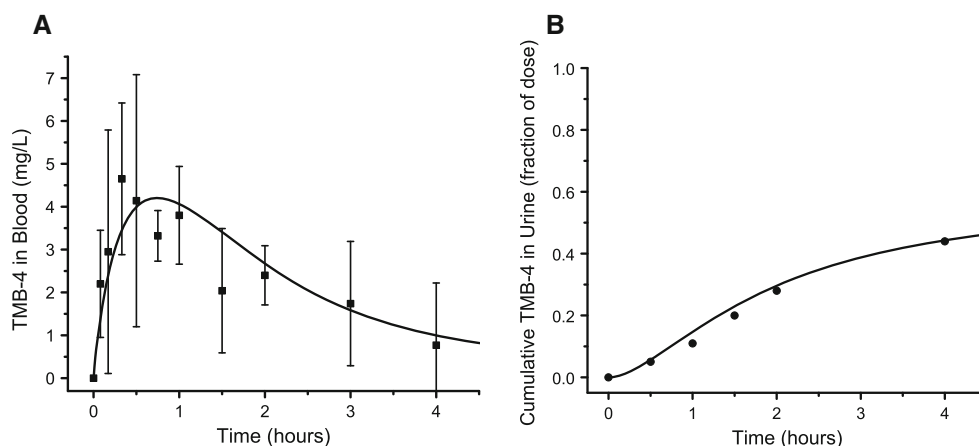 A
TMB-4 in Blood (mg/L)
7
6
5
4
3
2
1
0
0 1 2 3 4
Time (hours)
B
Cumulative TMB-4 in Urine (fraction of dose)
1.0
0.8
0.6
0.4
0.2
0.0
0 1 2 3 4
Time (hours)